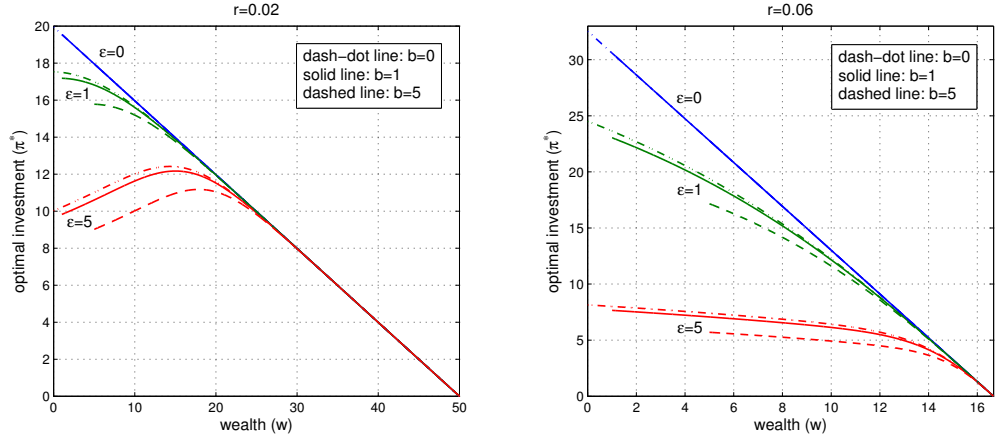 r=0.02
optimal investment (π*)
20
18
16
14
12
10
8
6
4
2
0
ε=0
ε=1
ε=5
dash−dot line: b=0
solid line: b=1
dashed line: b=5
0 10 20 30 40 50
wealth (w)
r=0.06
optimal investment (π*)
30
25
20
15
10
5
0
ε=0
ε=1
ε=5
dash−dot line: b=0
solid line: b=1
dashed line: b=5
0 2 4 6 8 10 12 14 16
wealth (w)